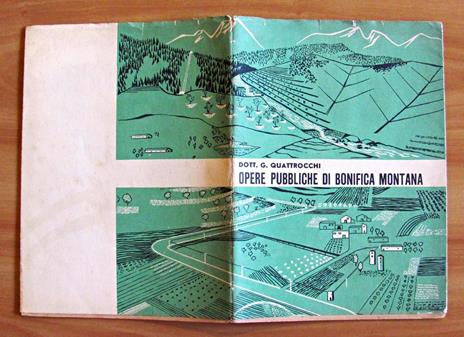 DOTT. G. QUATTROCCHI
OPERE PUBBLICHE DI BONIFICA MONTANA